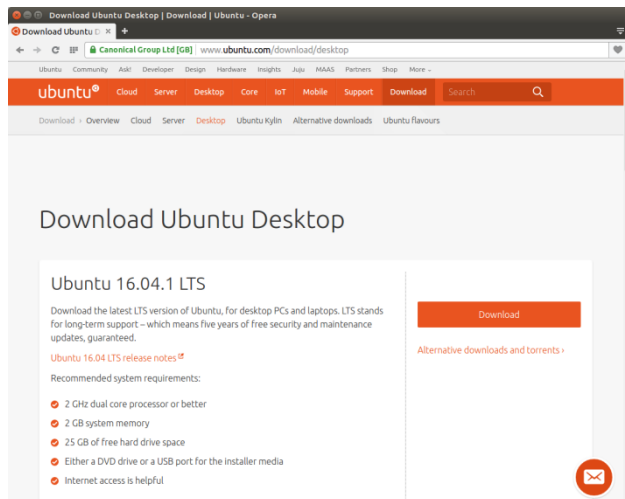 Download Ubuntu Desktop | Download | Ubuntu - Opera
Download Ubuntu D
Canonical Group Ltd [GB] www.ubuntu.com/download/desktop
Ubuntu Community Ask! Developer Design Hardware Insights Juju MAAS Partners Shop More
ubuntu® Cloud Server Desktop Core IoT Mobile Support Download Search
Download › Overview Cloud Server Desktop Ubuntu Kylin Alternative downloads Ubuntu flavours
Download Ubuntu Desktop
Ubuntu 16.04.1 LTS
Download the latest LTS version of Ubuntu, for desktop PCs and laptops. LTS stands
for long-term support – which means five years of free security and maintenance
updates, guaranteed.
Ubuntu 16.04 LTS release notes
Recommended system requirements:
2 GHz dual core processor or better
2 GB system memory
25 GB of free hard drive space
Either a DVD drive or a USB port for the installer media
Internet access is helpful
Download
Alternative downloads and torrents ›